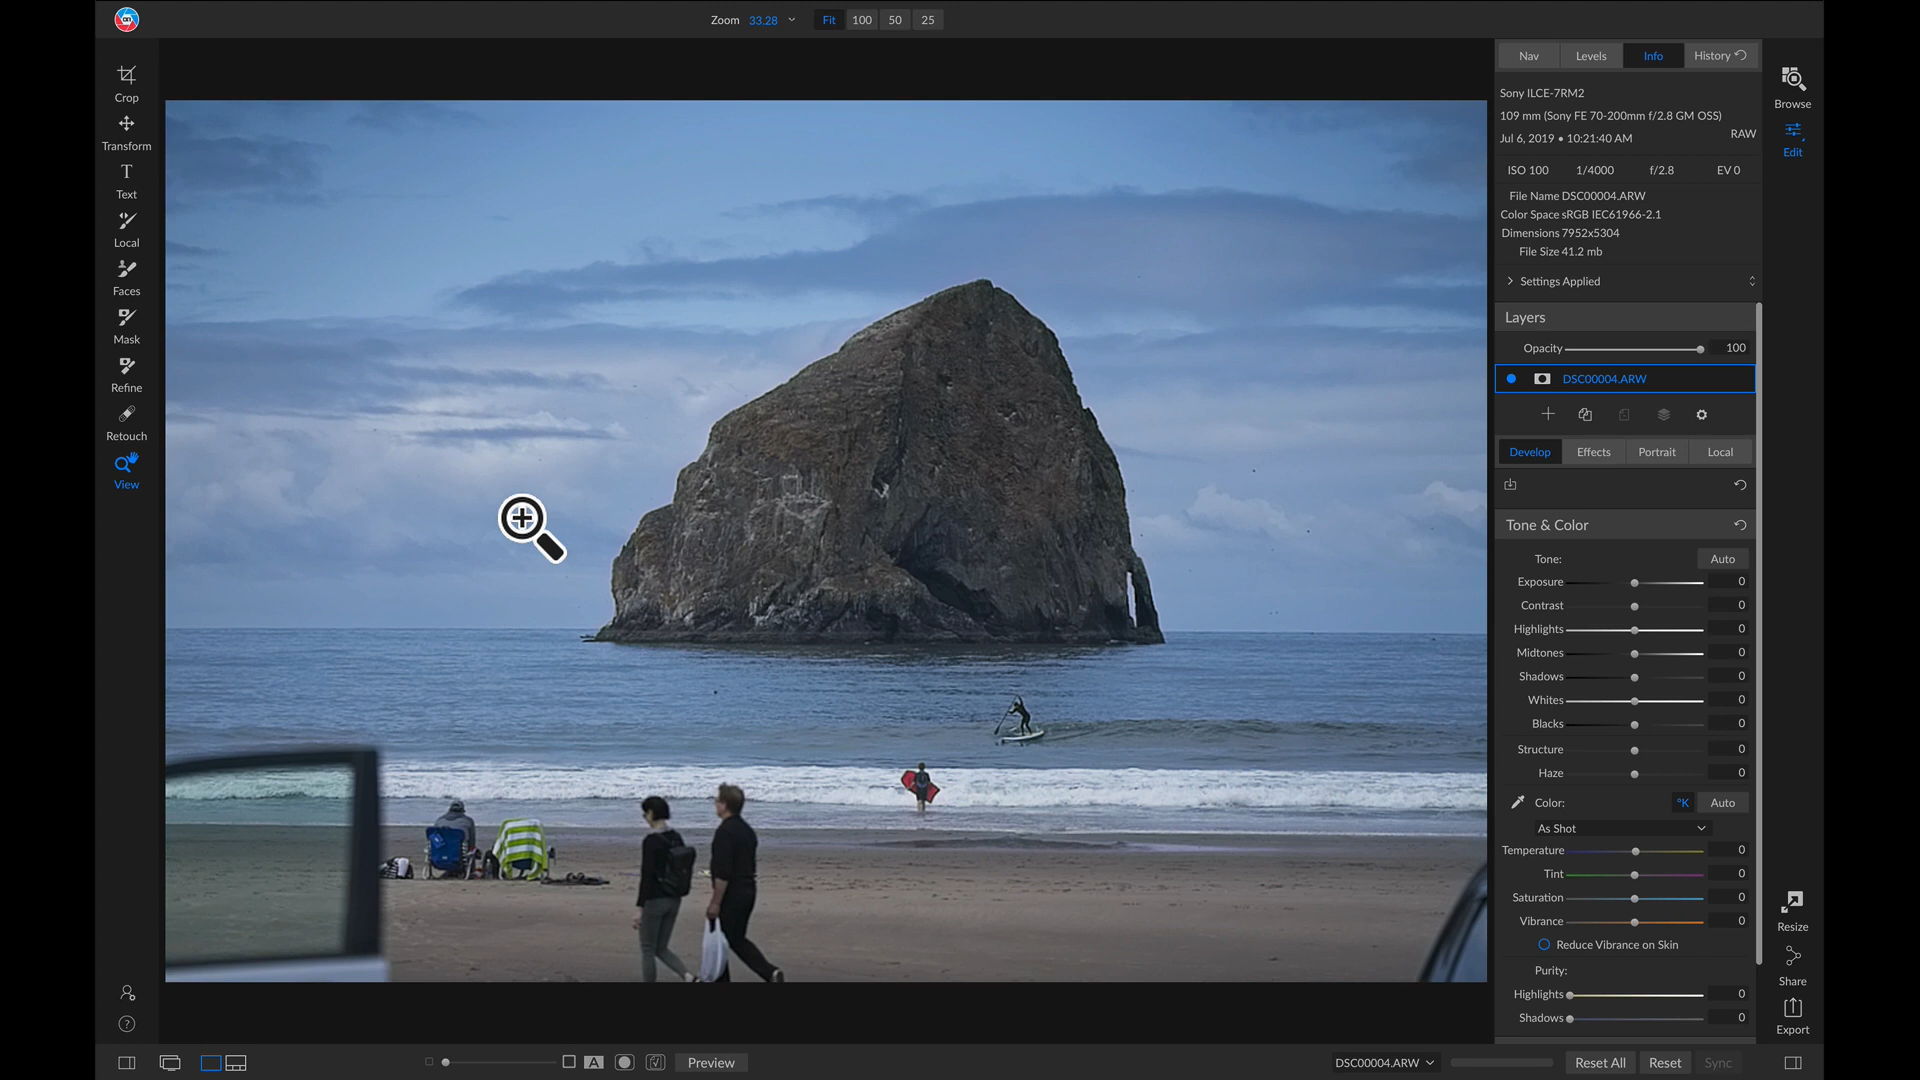 Zoom 33.28 Fit 100 50 25
Crop
Transform
Text
Local
Faces
Mask
Refine
Retouch
View
Nav Levels Info History
Sony ILCE-7RM2
109 mm (Sony FE 70-200mm f/2.8 GM OSS)
Jul 6, 2019 • 10:21:40 AM RAW
ISO 100 1/4000 f/2.8 EV 0
File Name DSC00004.ARW
Color Space sRGB IEC61966-2.1
Dimensions 7952x5304
File Size 41.2 mb
Settings Applied
Layers
Opacity 100
DSC00004.ARW
Develop Effects Portrait Local
Tone & Color
Tone: Auto
Exposure 0
Contrast 0
Highlights 0
Midtones 0
Shadows 0
Whites 0
Blacks 0
Structure 0
Haze 0
Color: °K Auto
As Shot
Temperature 0
Tint 0
Saturation 0
Vibrance 0
Reduce Vibrance on Skin
Purity:
Highlights 0
Shadows 0
Browse
Edit
Resize
Share
Export
A Preview DSC00004.ARW Reset All Reset Sync